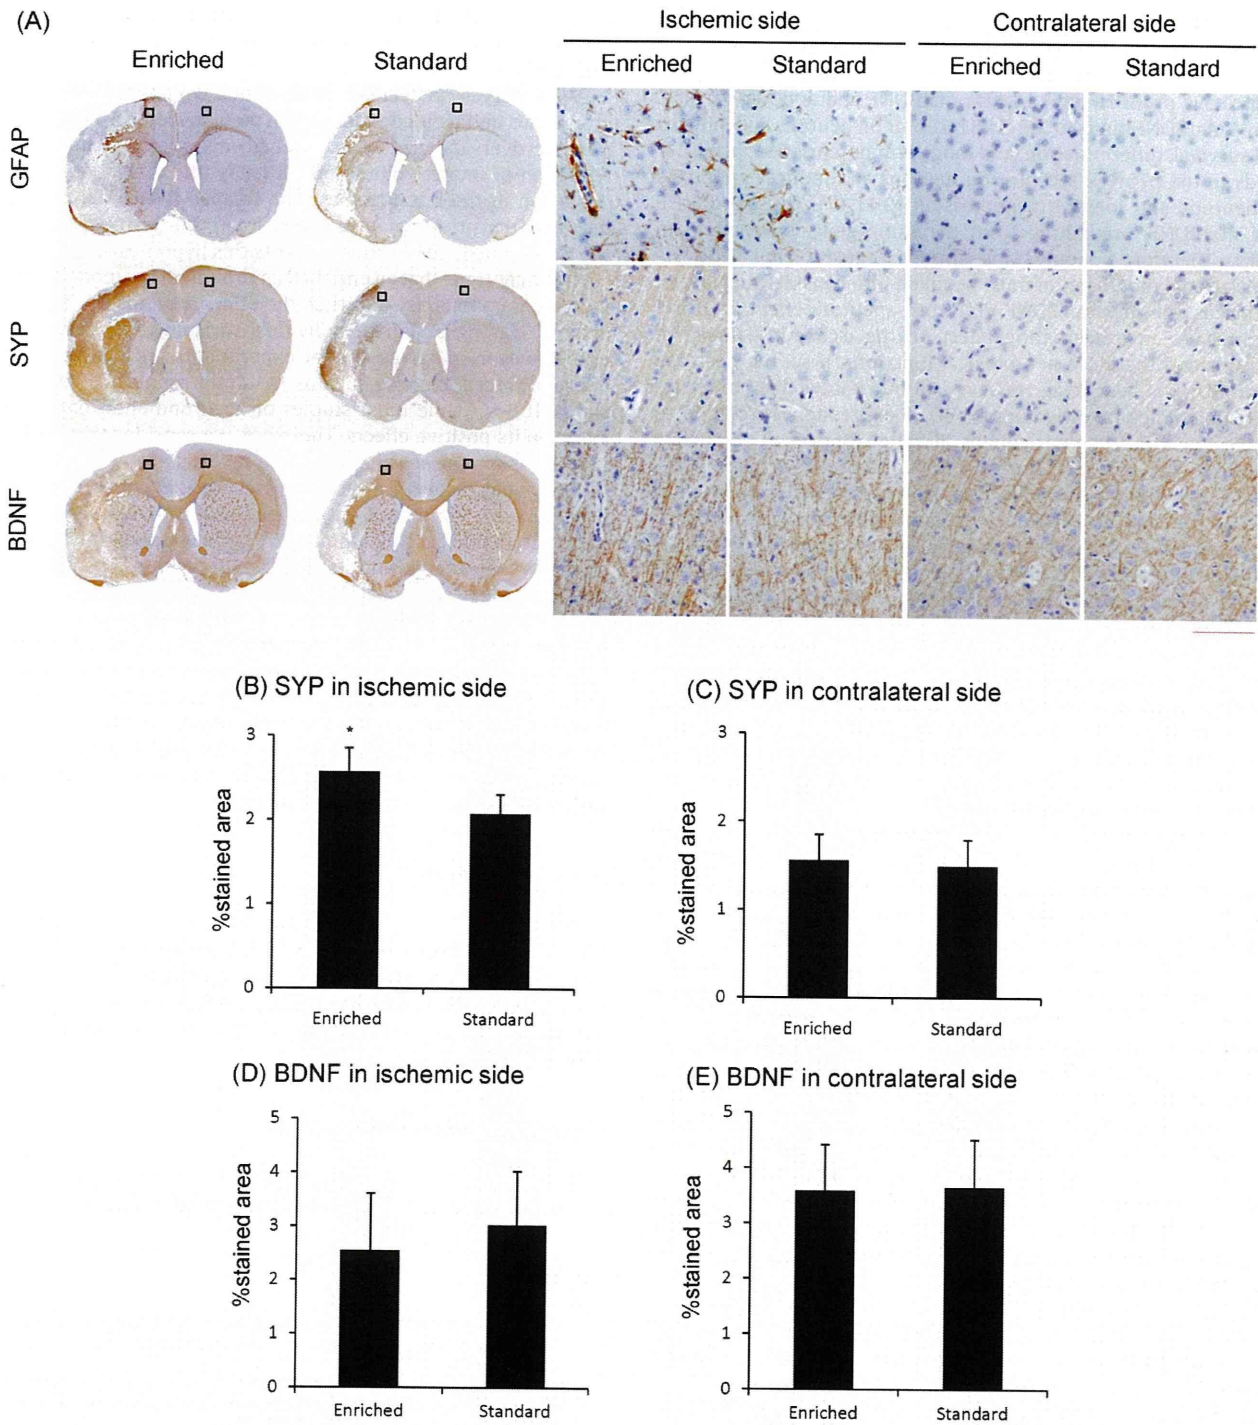 (A)
Ischemic side
Contralateral side
Enriched
Standard
Enriched
Standard
Enriched
Standard
GFAP
SYP
BDNF
(B) SYP in ischemic side
3
2
1
0
%stained area
*
Enriched
Standard
(C) SYP in contralateral side
3
2
1
0
%stained area
Enriched
Standard
(D) BDNF in ischemic side
5
4
3
2
1
0
%stained area
Enriched
Standard
(E) BDNF in contralateral side
5
4
3
2
1
0
%stained area
Enriched
Standard